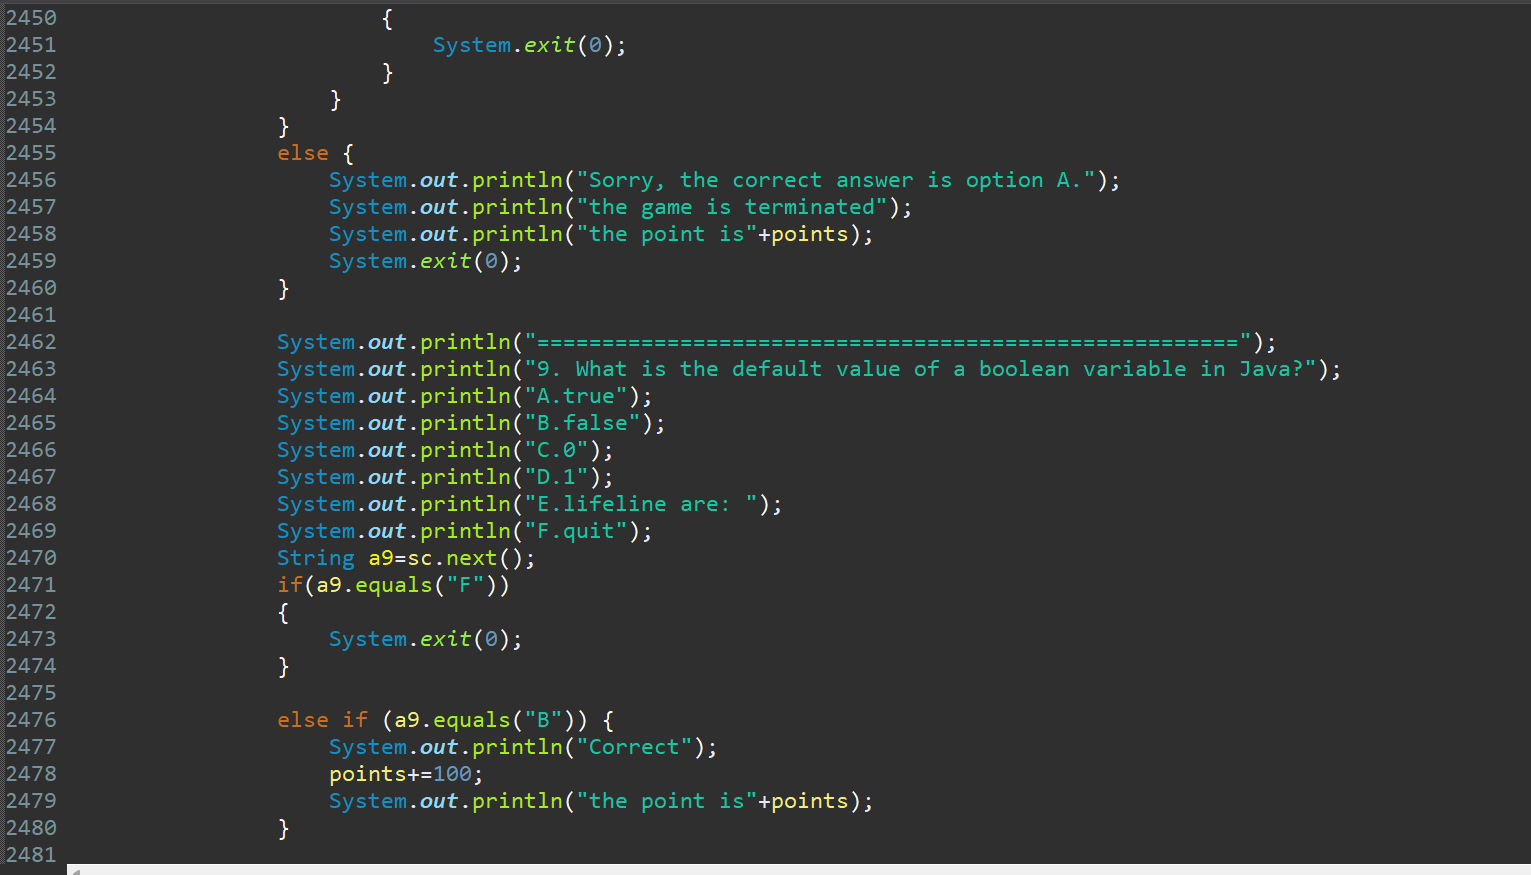 2450                         {
2451                             System.exit(0);
2452                         }
2453                     }
2454                 }
2455                 else {
2456                     System.out.println("Sorry, the correct answer is option A.");
2457                     System.out.println("the game is terminated");
2458                     System.out.println("the point is"+points);
2459                     System.exit(0);
2460                 }
2461
2462                 System.out.println("======================================================");
2463                 System.out.println("9. What is the default value of a boolean variable in Java?");
2464                 System.out.println("A.true");
2465                 System.out.println("B.false");
2466                 System.out.println("C.0");
2467                 System.out.println("D.1");
2468                 System.out.println("E.lifeline are: ");
2469                 System.out.println("F.quit");
2470                 String a9=sc.next();
2471                 if(a9.equals("F"))
2472                 {
2473                     System.exit(0);
2474                 }
2475
2476                 else if (a9.equals("B")) {
2477                     System.out.println("Correct");
2478                     points+=100;
2479                     System.out.println("the point is"+points);
2480                 }
2481